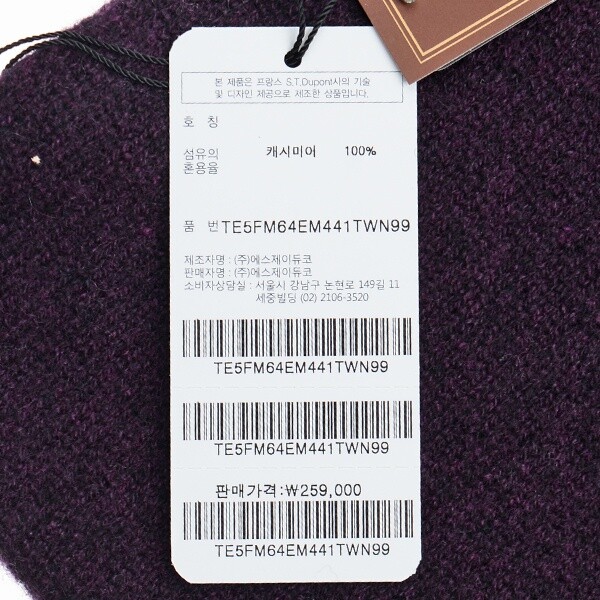 본 제품은 프랑스 S.T.Dupont사의 기술
및 디자인 제공으로 제조한 상품입니다.
호 칭
섬유의 캐시미어 100%
혼용율
품 번 TE5FM64EM441TWN99
제조자명 : (주)에스제이듀코
판매자명 : (주)에스제이듀코
소비자상담실 : 서울시 강남구 논현로 149길 11
세중빌딩 (02) 2106-3520
TE5FM64EM441TWN99
TE5FM64EM441TWN99
판매가격:₩259,000
TE5FM64EM441TWN99